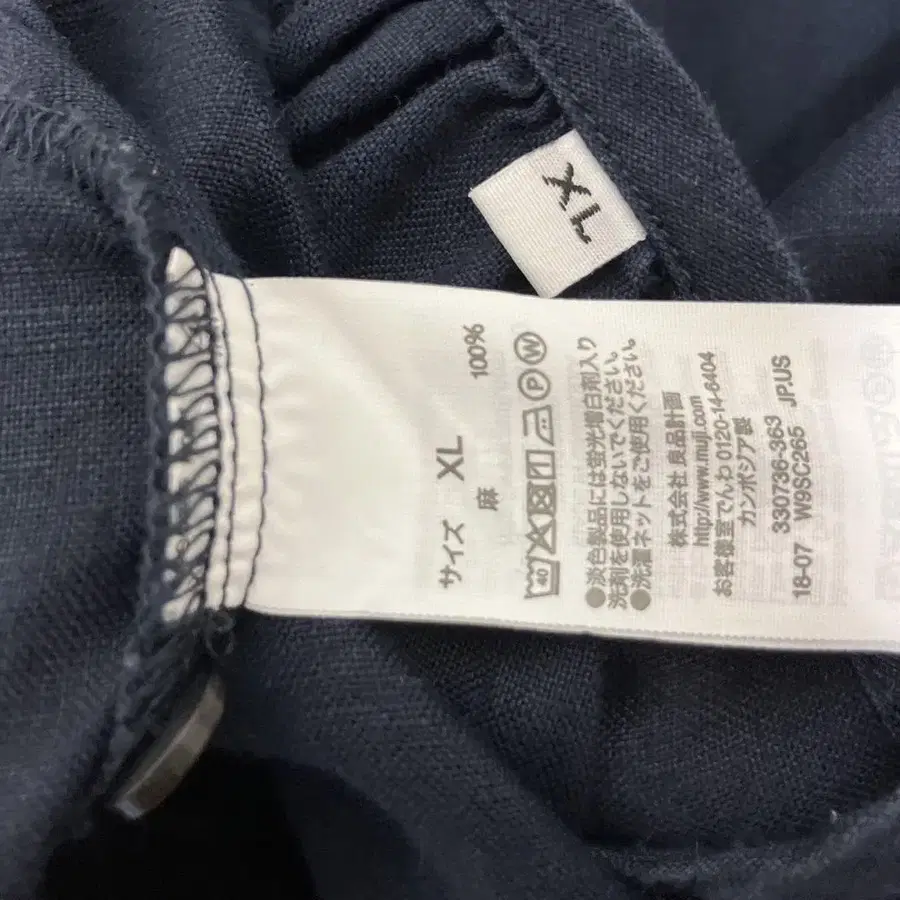 XL
サイズ XL
麻 100%
40 P W
●淡色製品には蛍光増白剤入り
洗剤を使用しないでください。
●洗濯ネットをご使用ください。
株式会社 良品計画
http://www.muji.com
お客様室でんわ 0120-14-6404
カンボジア製
330736-363
18-07 W9SC265 JP.US